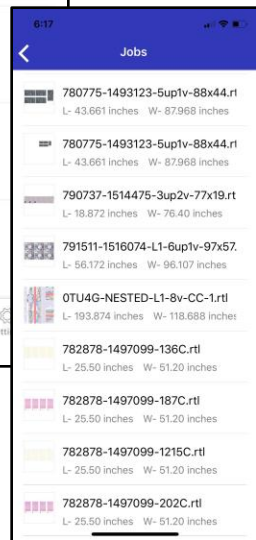 6:17
Jobs
780775-1493123-5up1v-88x44.rt
L- 43.661 inches W- 87.968 inches
780775-1493123-5up1v-88x44.rt
L- 43.661 inches W- 87.968 inches
790737-1514475-3up2v-77x19.rt
L- 18.872 inches W- 76.40 inches
791511-1516074-L1-6up1v-97x57.
L- 56.172 inches W- 96.107 inches
0TU4G-NESTED-L1-8v-CC-1.rtl
L- 193.874 inches W- 118.688 inches
782878-1497099-136C.rtl
L- 25.50 inches W- 51.20 inches
782878-1497099-187C.rtl
L- 25.50 inches W- 51.20 inches
782878-1497099-1215C.rtl
L- 25.50 inches W- 51.20 inches
782878-1497099-202C.rtl
L- 25.50 inches W- 51.20 inches